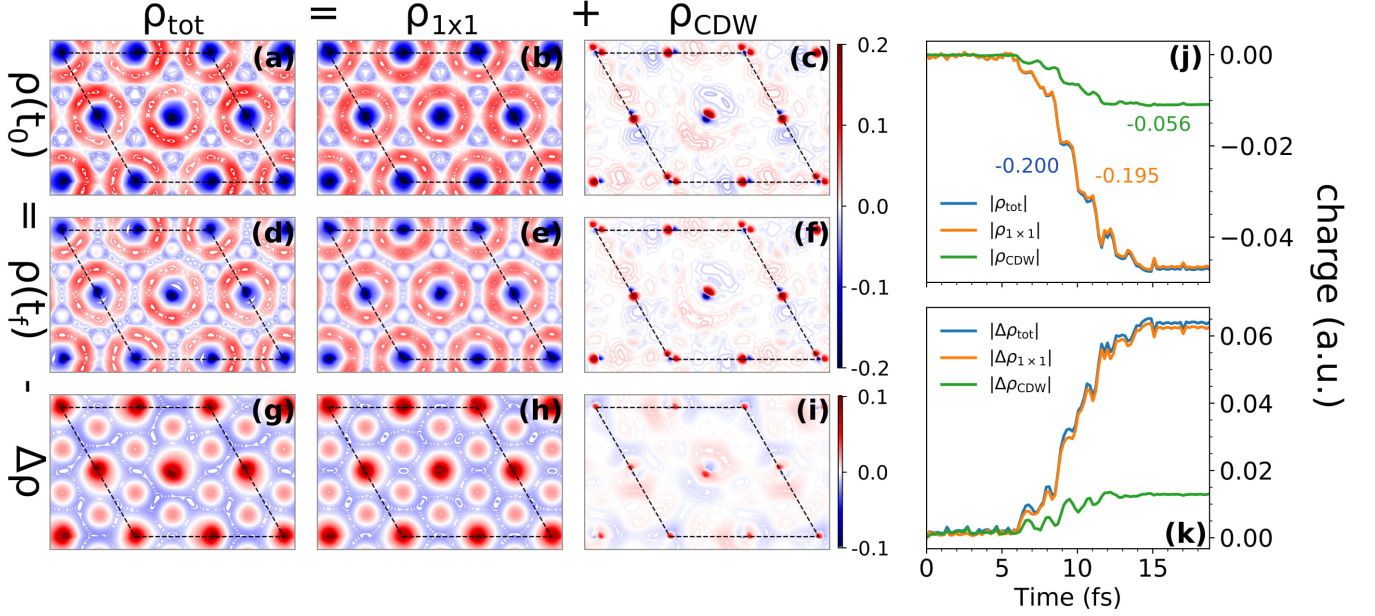 ρtot = ρ1x1 + ρCDW
ρ(t0) = ρ(tf) - Δρ
(a)
(b)
(c)
0.2
0.1
0.0
-0.1
-0.2
(d)
(e)
(f)
(g)
(h)
(i)
0.1
0.0
-0.1
(j)
0.00
−0.02
−0.04
-0.056
-0.200
-0.195
|ρtot|
|ρ1×1|
|ρCDW|
charge (a.u.)
|Δρtot|
|Δρ1×1|
|ΔρCDW|
(k)
0.06
0.04
0.02
0.00
0 5 10 15
Time (fs)